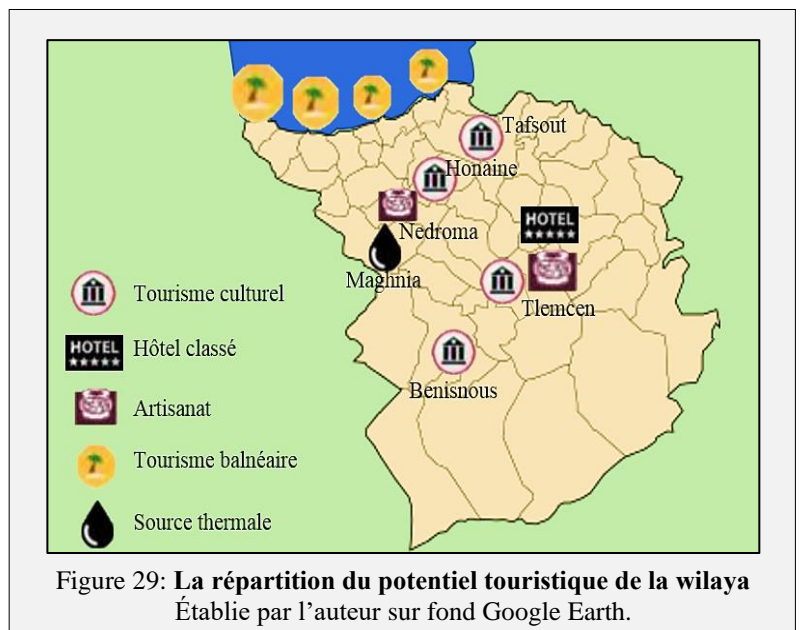 Tafsout
Honaine
Nedroma
HOTEL
Maghnia
Tlemcen
Benisnous
Tourisme culturel
HOTEL
Hôtel classé
Artisanat
Tourisme balnéaire
Source thermale
Figure 29: La répartition du potentiel touristique de la wilaya
Établie par l’auteur sur fond Google Earth.